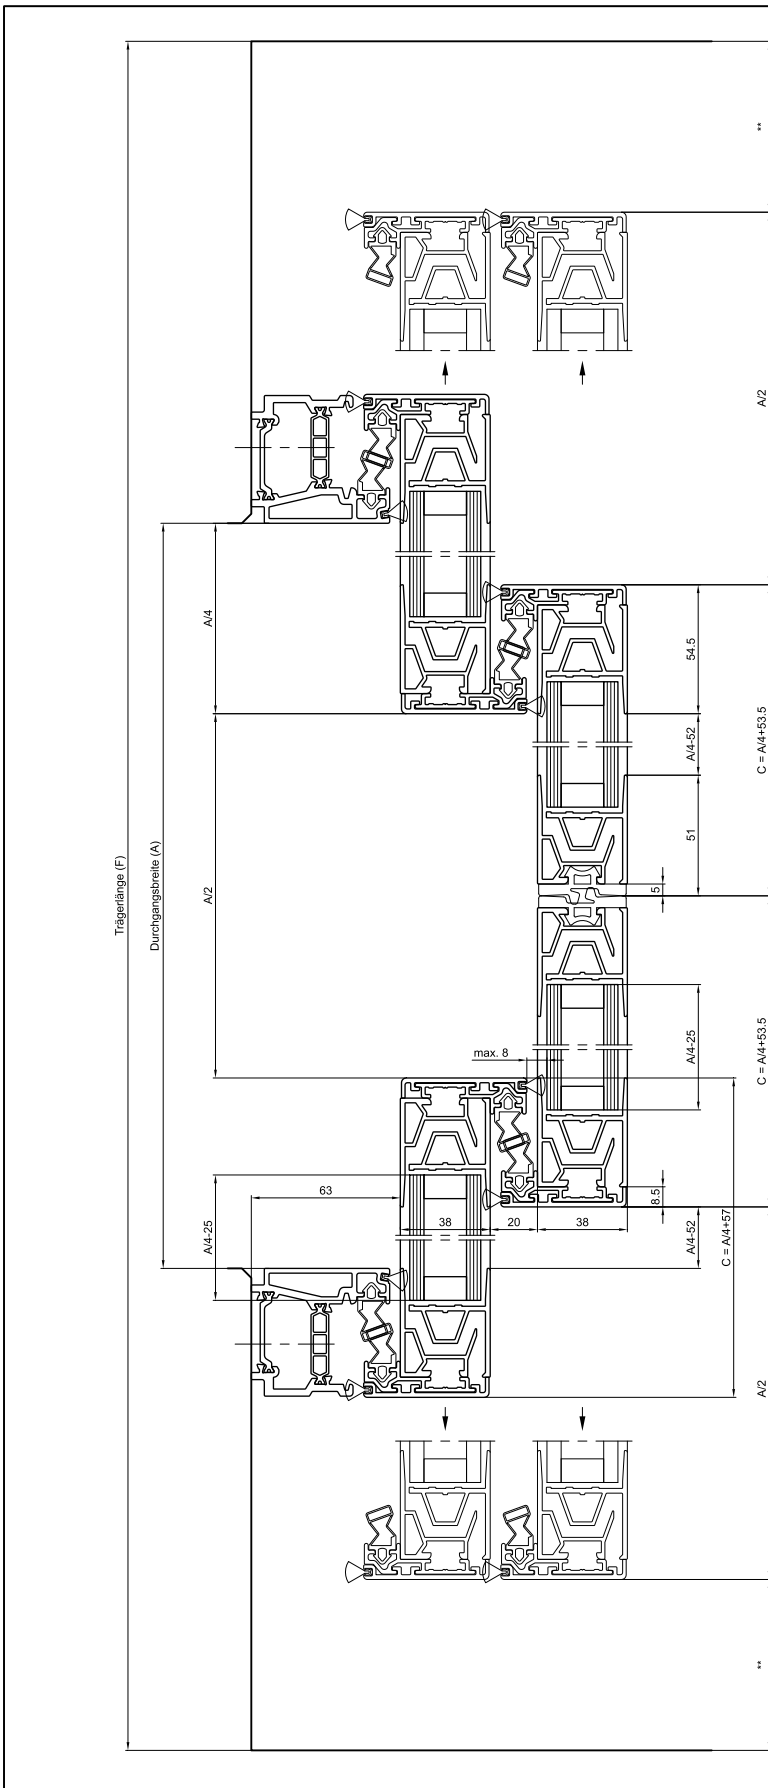 Trägerlänge (F)
Durchgangsbreite (A)
A/4
A/2
A/4-25
63
38
20
38
max. 8
54.5
A/4-52
51
5
A/4-25
8.5
A/4-52
C = A/4+57
**
A/2
C = A/4+53.5
C = A/4+53.5
A/2
**